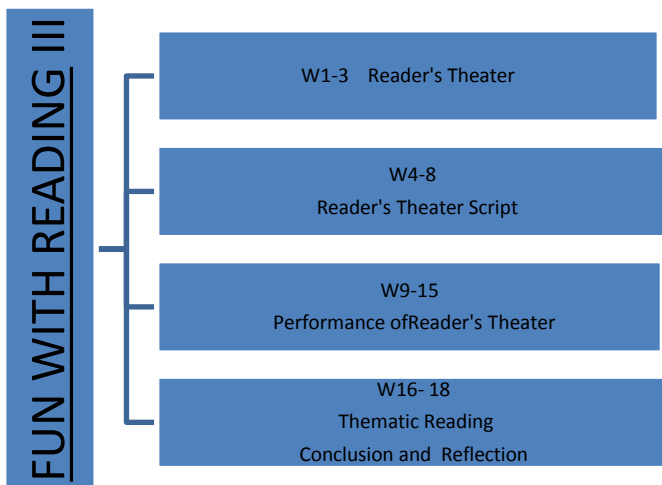 FUN WITH READING III
W1-3 Reader's Theater
W4-8
Reader's Theater Script
W9-15
Performance ofReader's Theater
W16- 18
Thematic Reading
Conclusion and Reflection